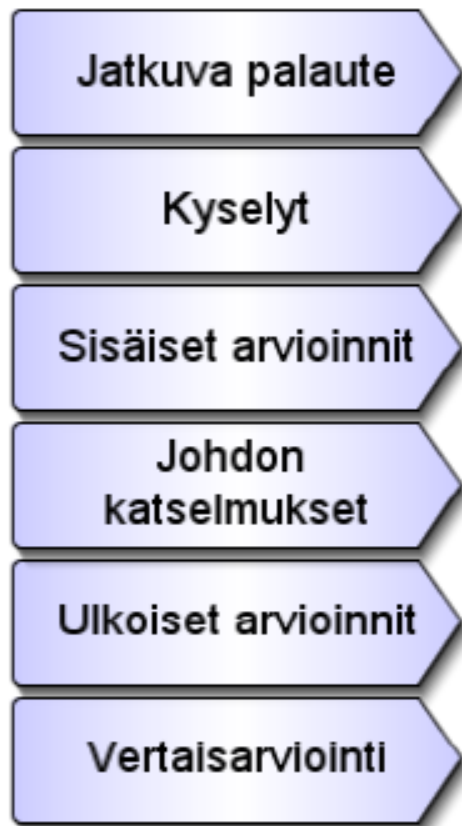 Jatkuva palaute
Kyselyt
Sisäiset arvioinnit
Johdon
katselmukset
Ulkoiset arvioinnit
Vertaisarviointi